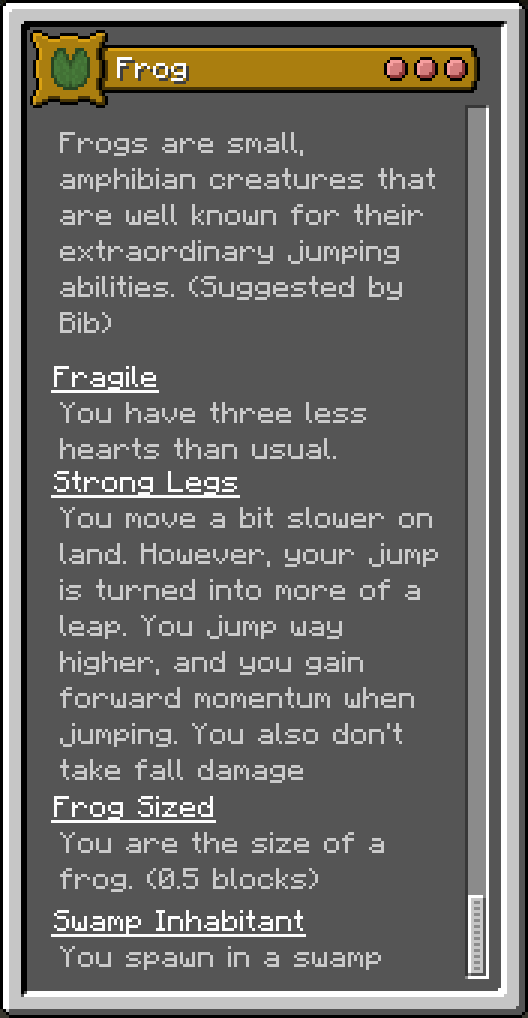 Frog
Frogs are small,
amphibian creatures that
are well known for their
extraordinary jumping
abilities. (Suggested by
Bib)
Fragile
You have three less
hearts than usual.
Strong Legs
You move a bit slower on
land. However, your jump
is turned into more of a
leap. You jump way
higher, and you gain
forward momentum when
jumping. You also don't
take fall damage
Frog Sized
You are the size of a
frog. (0.5 blocks)
Swamp Inhabitant
You spawn in a swamp